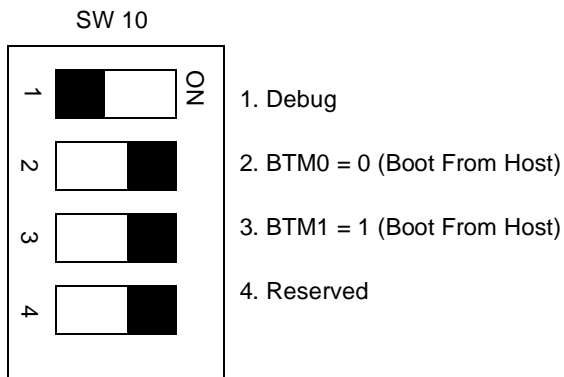 SW 10
1 ON
2
3
4
1. Debug
2. BTM0 = 0 (Boot From Host)
3. BTM1 = 1 (Boot From Host)
4. Reserved